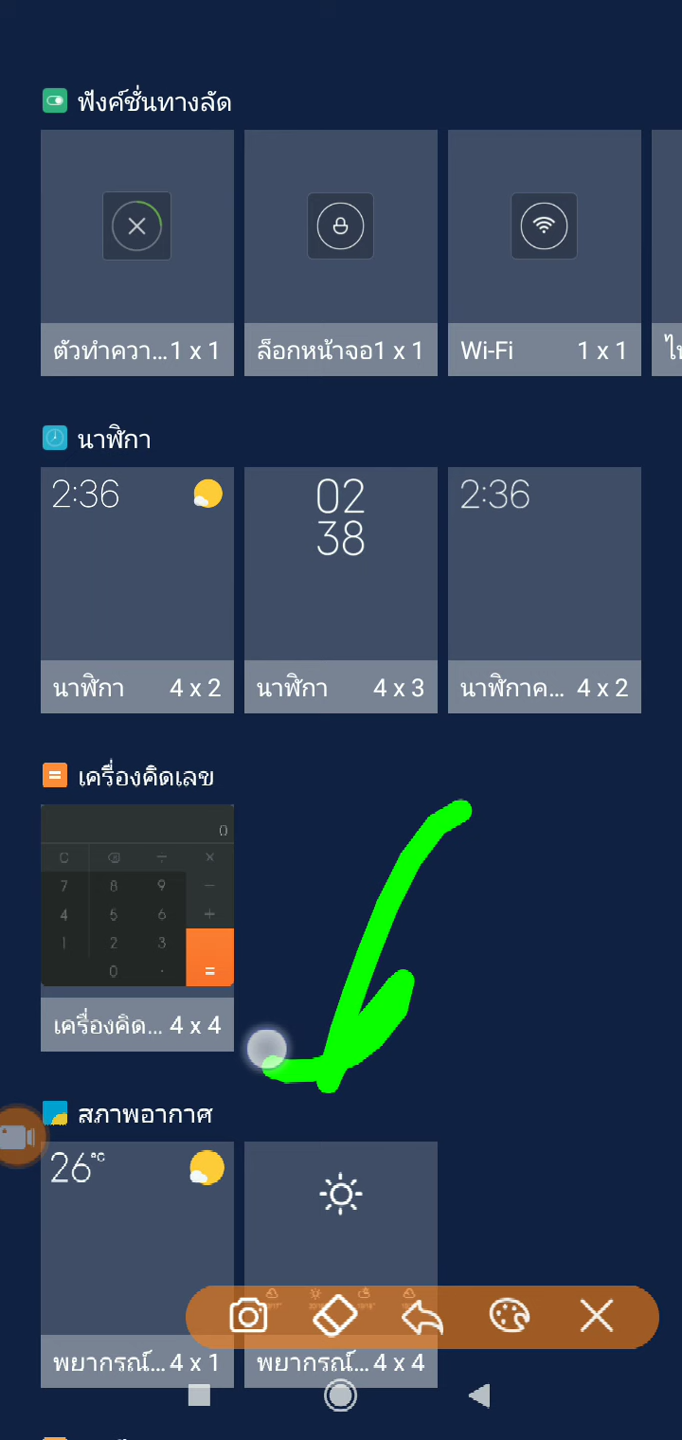 ฟังค์ชั่นทางลัด
ตัวทำควา... 1 x 1
ล็อกหน้าจอ 1 x 1
Wi-Fi 1 x 1
นาฬิกา
2:36
02
38
2:36
นาฬิกา 4 x 2
นาฬิกา 4 x 3
นาฬิกาค... 4 x 2
เครื่องคิดเลข
0
C ÷ ×
7 8 9 −
4 5 6 +
1 2 3
0 . =
เครื่องคิด... 4 x 4
สภาพอากาศ
26°C
พยากรณ์... 4 x 1
พยากรณ์... 4 x 4